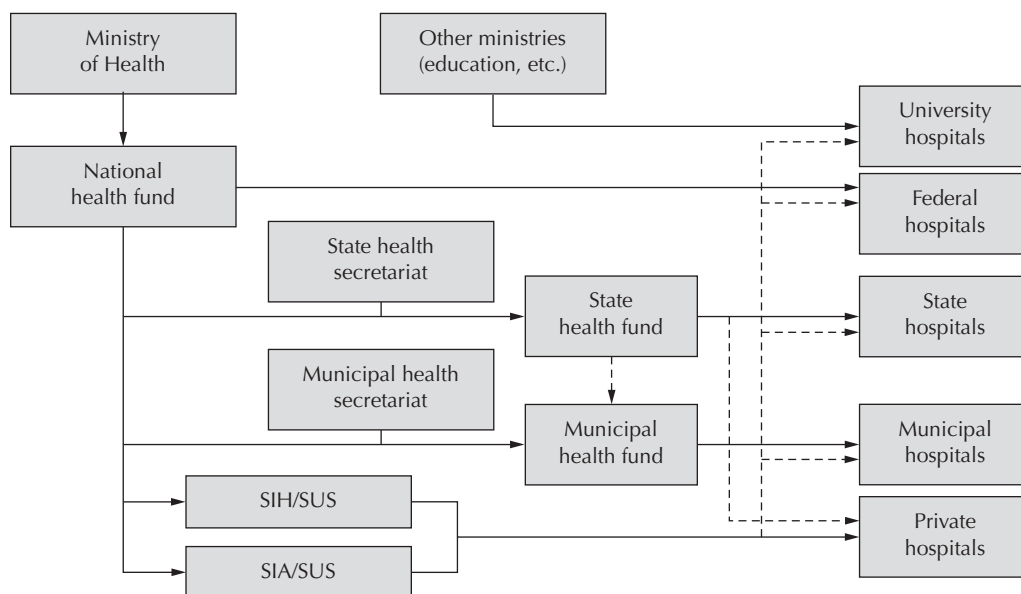 Ministry
of Health
Other ministries
(education, etc.)
University
hospitals
National
health fund
Federal
hospitals
State health
secretariat
State
health fund
State
hospitals
Municipal health
secretariat
Municipal
health fund
Municipal
hospitals
SIH/SUS
Private
hospitals
SIA/SUS